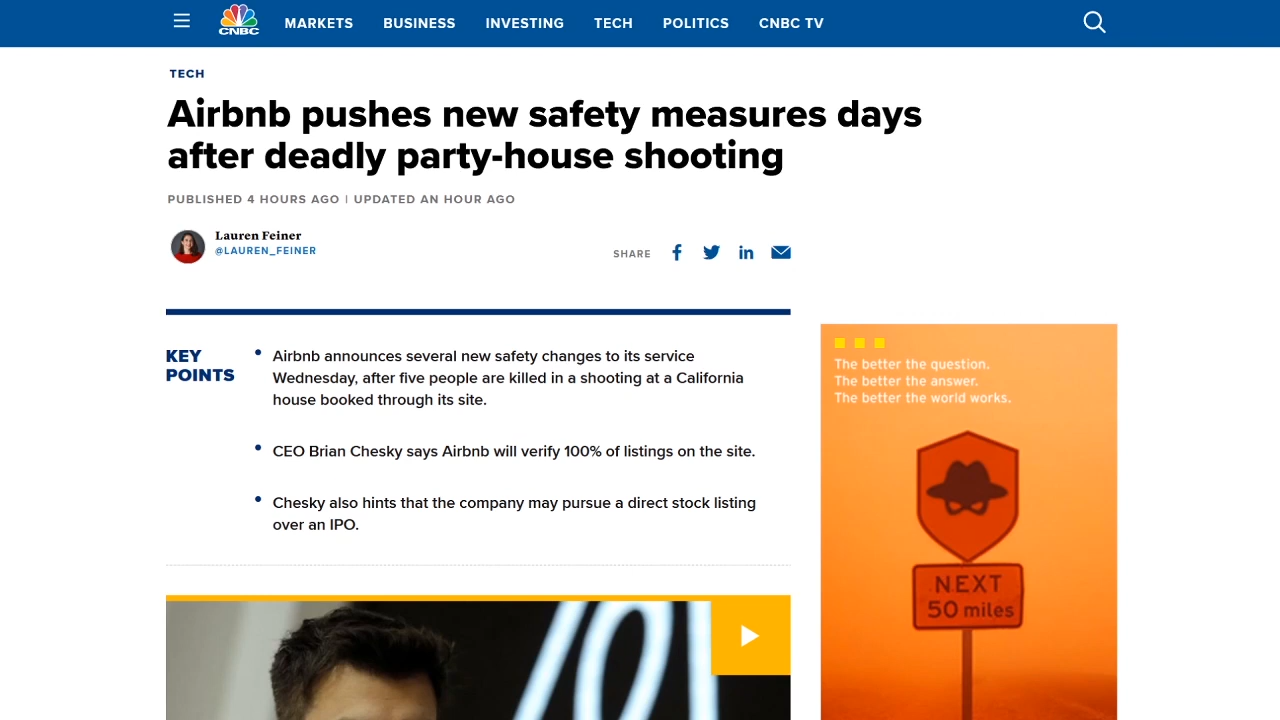 CNBC
MARKETS
BUSINESS
INVESTING
TECH
POLITICS
CNBC TV
TECH
Airbnb pushes new safety measures days
after deadly party-house shooting
PUBLISHED 4 HOURS AGO | UPDATED AN HOUR AGO
Lauren Feiner
@LAUREN_FEINER
SHARE
KEY
POINTS
Airbnb announces several new safety changes to its service
Wednesday, after five people are killed in a shooting at a California
house booked through its site.
CEO Brian Chesky says Airbnb will verify 100% of listings on the site.
Chesky also hints that the company may pursue a direct stock listing
over an IPO.
The better the question.
The better the answer.
The better the world works.
NEXT
50 miles